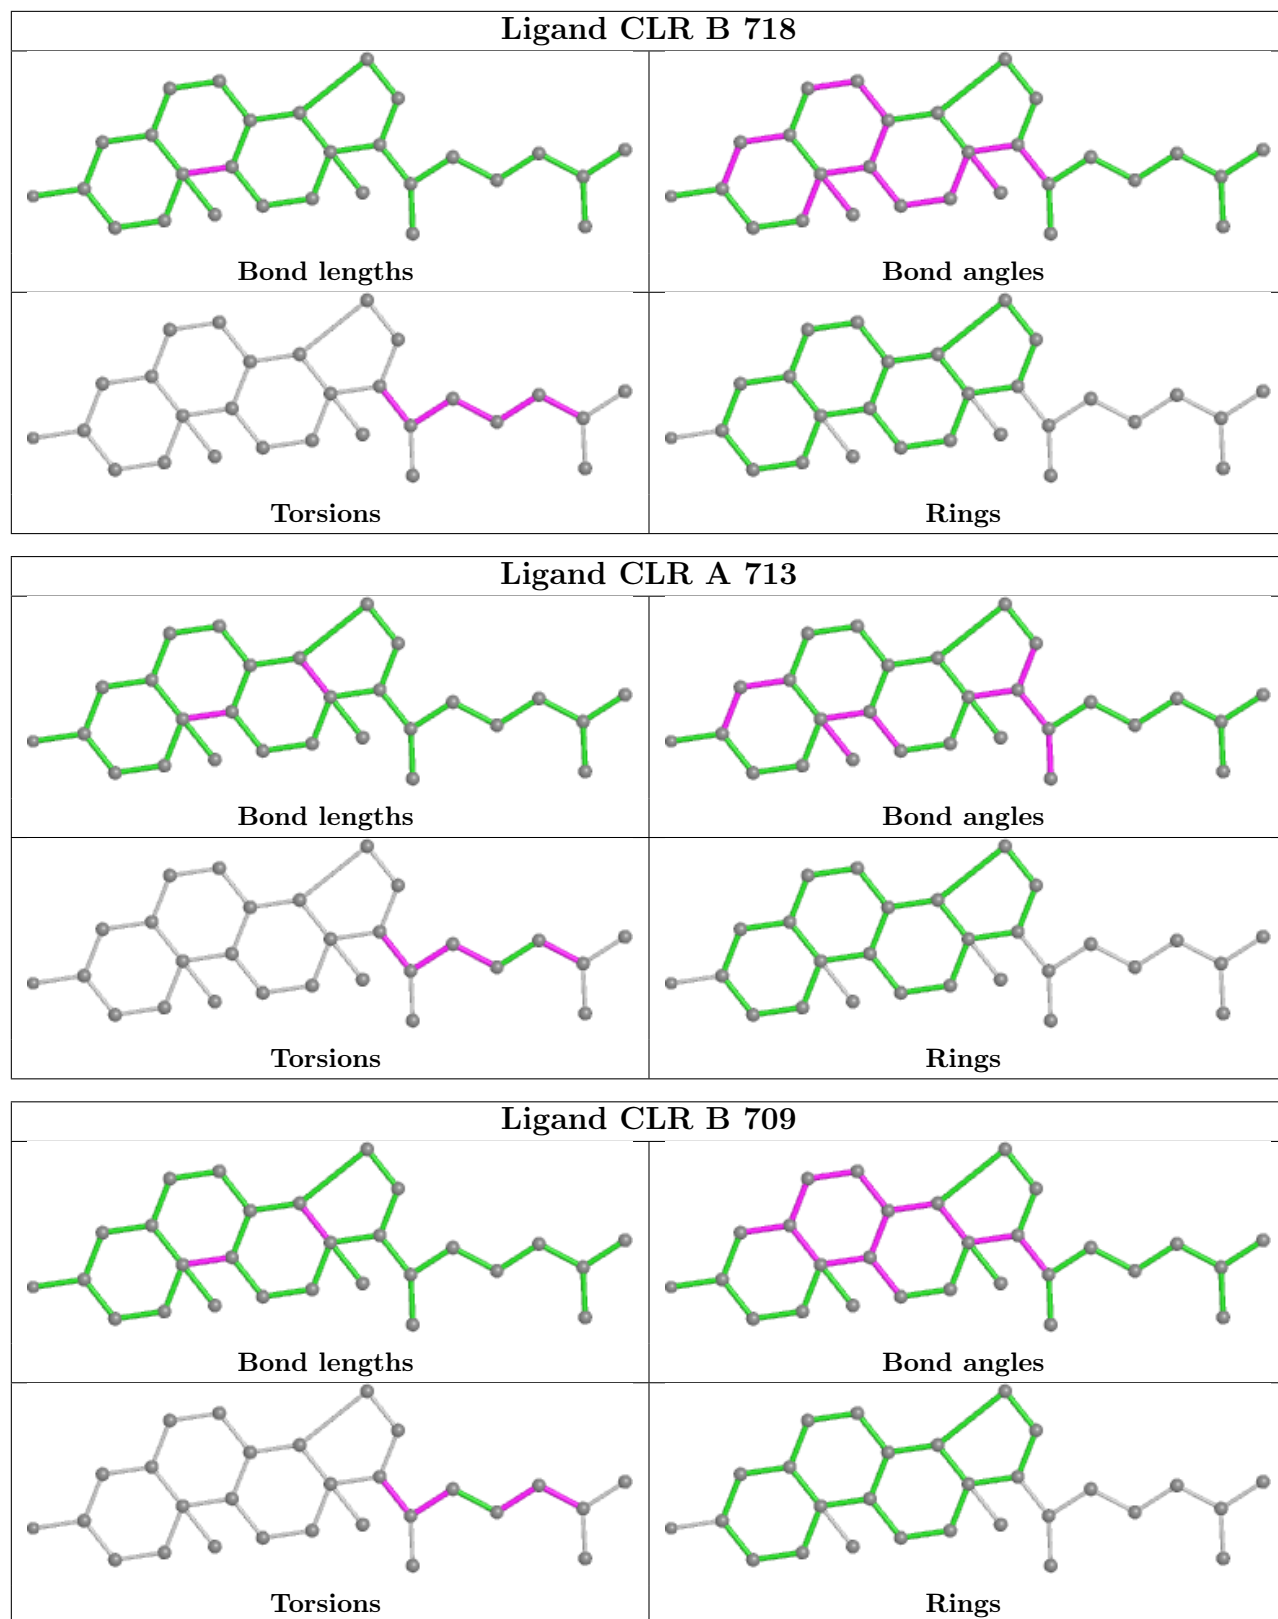 Ligand CLR B 718
Bond lengths
Bond angles
Torsions
Rings
Ligand CLR A 713
Bond lengths
Bond angles
Torsions
Rings
Ligand CLR B 709
Bond lengths
Bond angles
Torsions
Rings